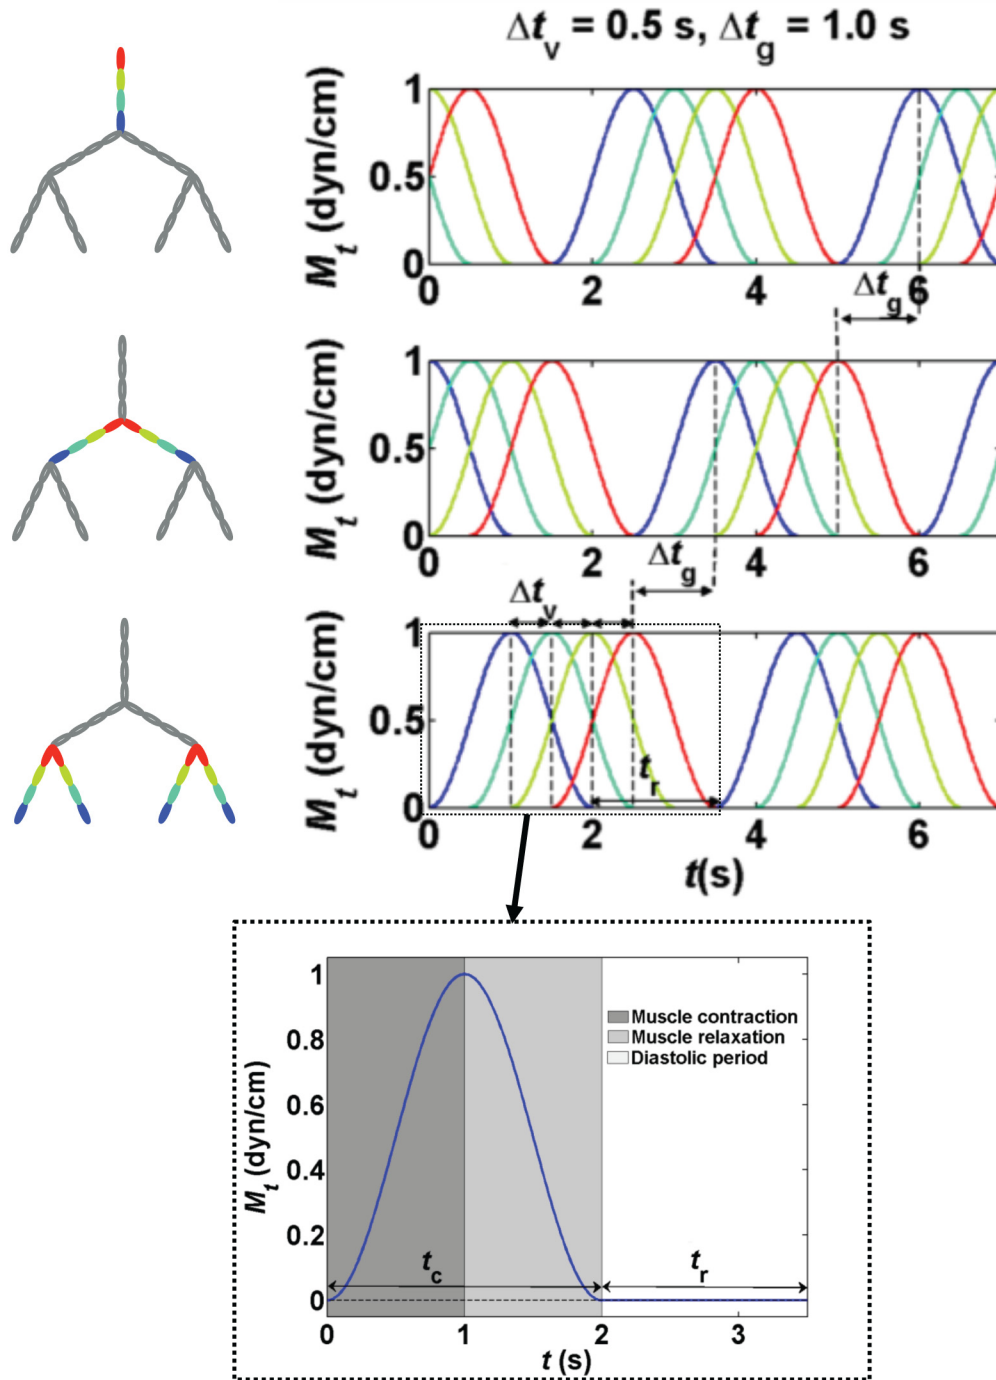 Δt_v = 0.5 s, Δt_g = 1.0 s
M_t (dyn/cm)
1
0.5
0
0 2 4 6
Δt_g
M_t (dyn/cm)
1
0.5
0
0 2 4 6
Δt_g
Δt_v
M_t (dyn/cm)
1
0.5
0
t_r
0 2 4 6
t(s)
M_t (dyn/cm)
1
0.8
0.6
0.4
0.2
0
Muscle contraction
Muscle relaxation
Diastolic period
t_c
t_r
0 1 2 3
t (s)